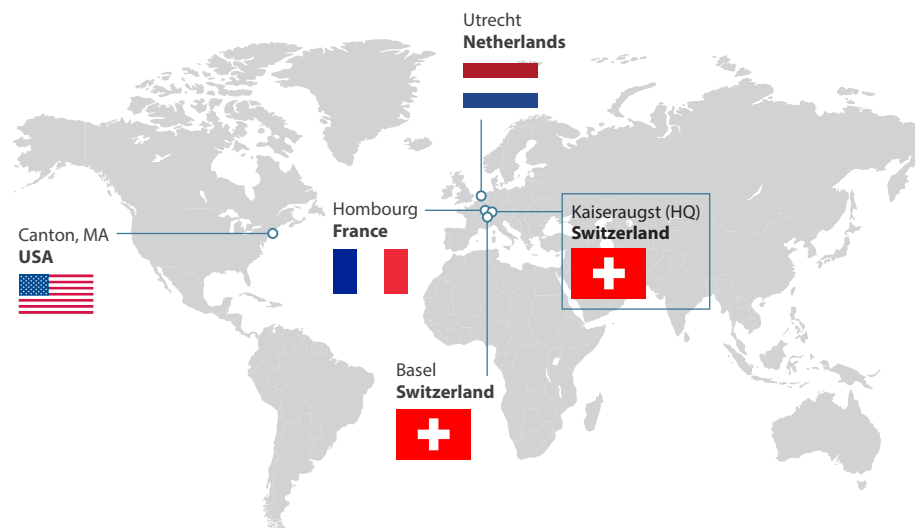 Utrecht
Netherlands
Hombourg
France
Kaiseraugst (HQ)
Switzerland
Canton, MA
USA
Basel
Switzerland